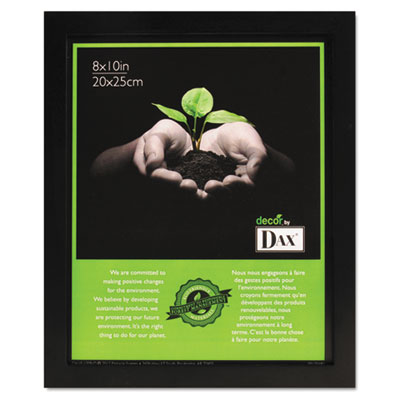 8x10in
20x25cm
decor by
DAX®
We are committed to
making positive changes
for the environment.
We believe by developing
sustainable products, we
are protecting our future
environment. It's the right
thing to do for our planet.
Nous nous engageons à faire
des gestes positifs pour
l'environnement. Nous
croyons fermement qu'en
développant des produits
renouvelables, nous
protégeons notre
environnement à long
terme. C'est le bonne chose
à faire pour notre planète.